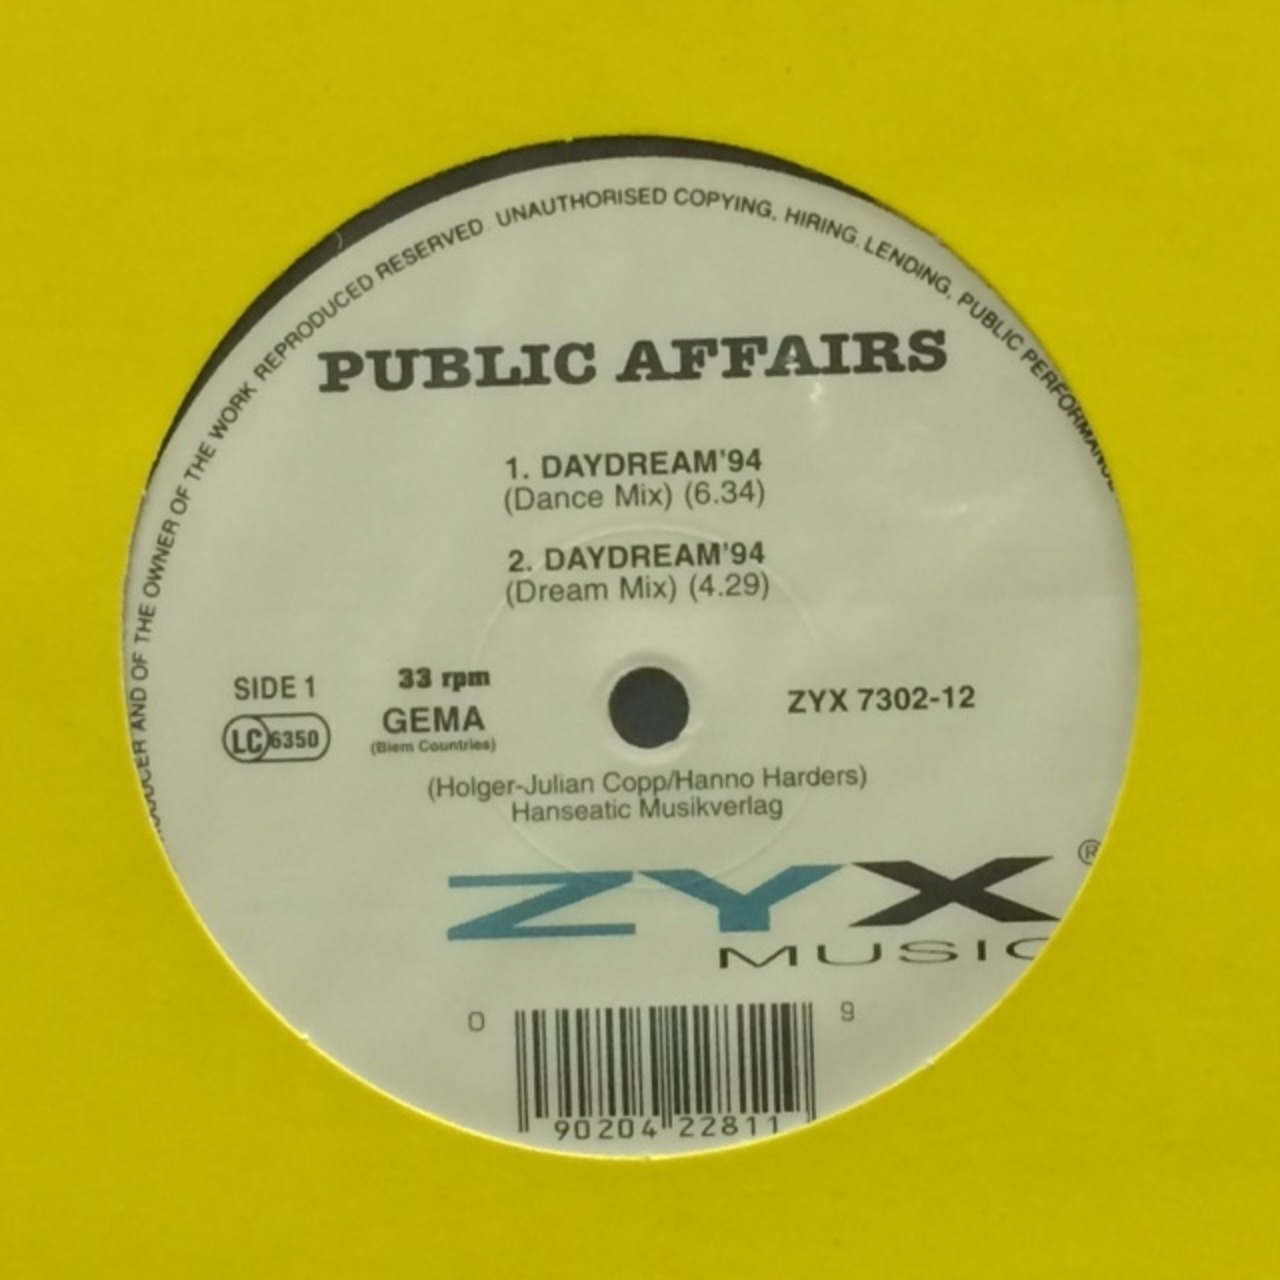 AND OF THE OWNER OF THE WORK REPRODUCED RESERVED. UNAUTHORISED COPYING, HIRING, LENDING, PUBLIC PERFORMANCE
PUBLIC AFFAIRS
1. DAYDREAM'94
(Dance Mix) (6.34)
2. DAYDREAM'94
(Dream Mix) (4.29)
SIDE 1
33 rpm
LC 6350
GEMA
(Biem Countries)
ZYX 7302-12
(Holger-Julian Copp/Hanno Harders)
Hanseatic Musikverlag
ZYX ®
MUSIC
0 90204 22811 9